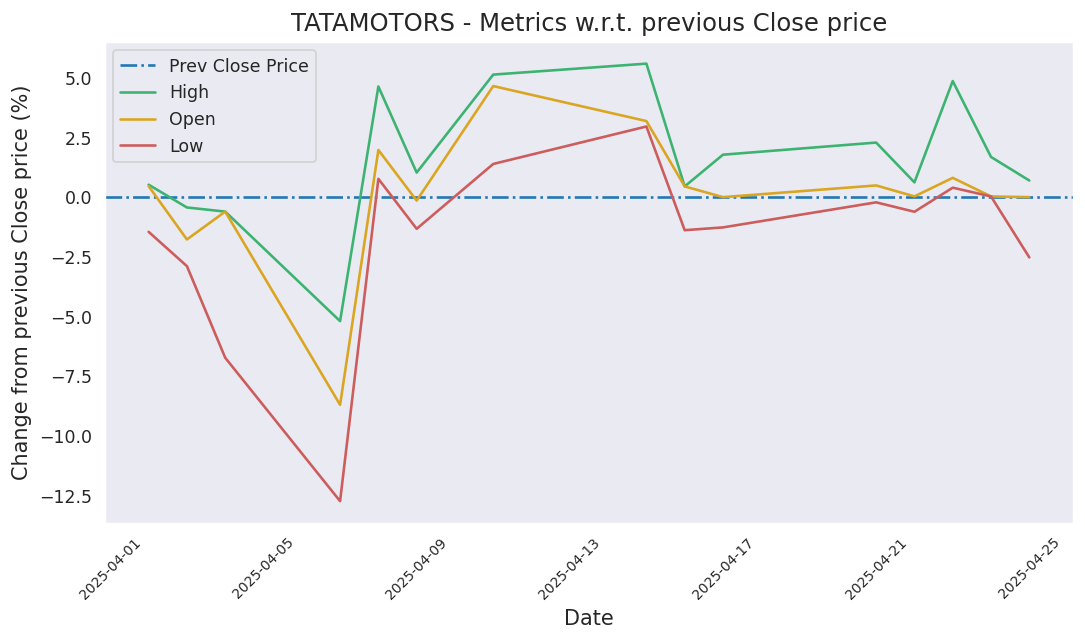 TATAMOTORS - Metrics w.r.t. previous Close price
Prev Close Price
High
Open
Low
Change from previous Close price (%)
5.0
2.5
0.0
−2.5
−5.0
−7.5
−10.0
−12.5
2025-04-01
2025-04-05
2025-04-09
2025-04-13
2025-04-17
2025-04-21
2025-04-25
Date